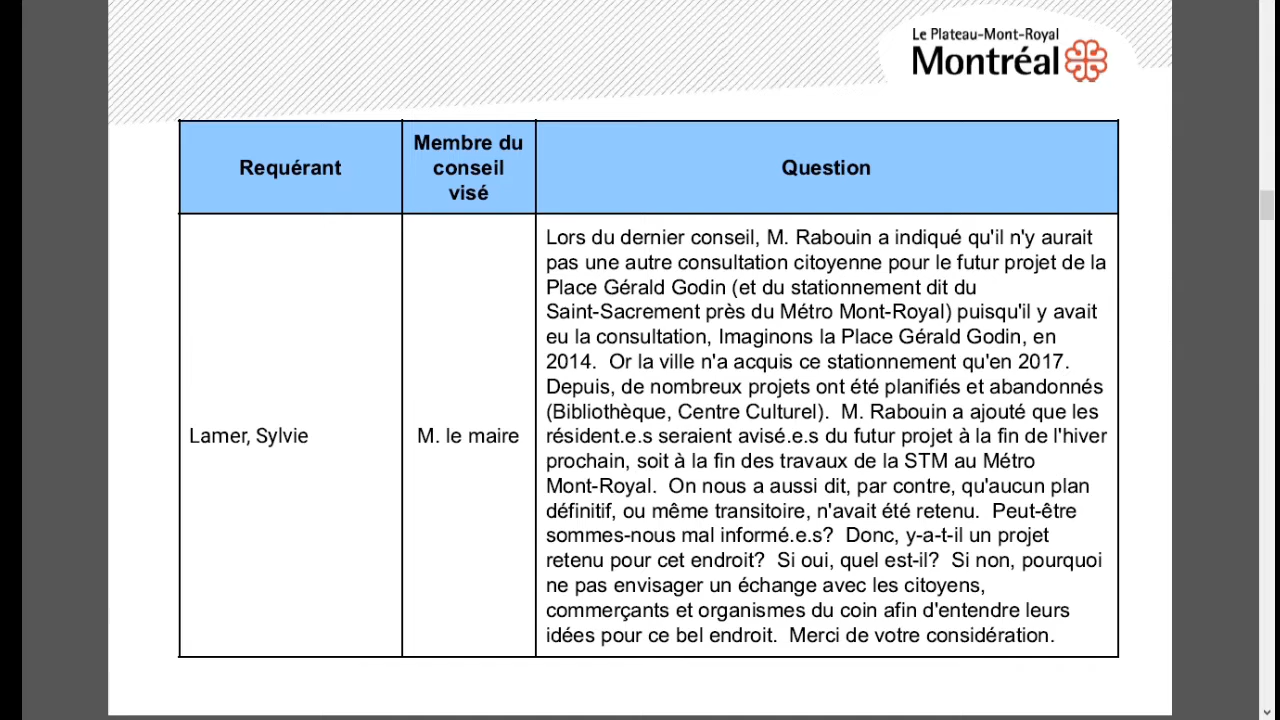 Le Plateau-Mont-Royal
Montréal
Requérant
Membre du
conseil
visé
Question
Lamer, Sylvie
M. le maire
Lors du dernier conseil, M. Rabouin a indiqué qu'il n'y aurait
pas une autre consultation citoyenne pour le futur projet de la
Place Gérald Godin (et du stationnement dit du
Saint-Sacrement près du Métro Mont-Royal) puisqu'il y avait
eu la consultation, Imaginons la Place Gérald Godin, en
2014.  Or la ville n'a acquis ce stationnement qu'en 2017.
Depuis, de nombreux projets ont été planifiés et abandonnés
(Bibliothèque, Centre Culturel).  M. Rabouin a ajouté que les
résident.e.s seraient avisé.e.s du futur projet à la fin de l'hiver
prochain, soit à la fin des travaux de la STM au Métro
Mont-Royal.  On nous a aussi dit, par contre, qu'aucun plan
définitif, ou même transitoire, n'avait été retenu.  Peut-être
sommes-nous mal informé.e.s?  Donc, y-a-t-il un projet
retenu pour cet endroit?  Si oui, quel est-il?  Si non, pourquoi
ne pas envisager un échange avec les citoyens,
commerçants et organismes du coin afin d'entendre leurs
idées pour ce bel endroit.  Merci de votre considération.